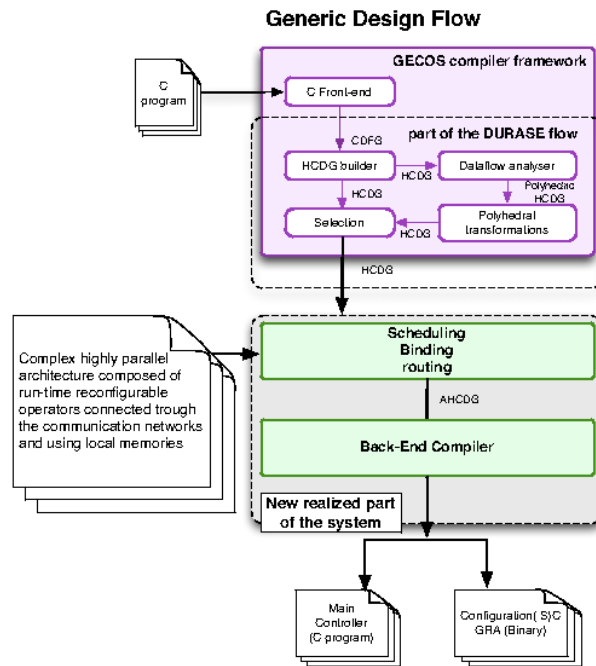 Generic Design Flow
GECOS compiler framework
C
program
C Front-end
part of the DURASE flow
CDFG
HCDG builder
HCDG
Dataflow analyser
HCDG
Polyhedric
HCDG
Selection
HCDG
Polyhedral
transformations
HCDG
Scheduling
Binding
routing
Complex highly parallel
architecture composed of
run-time reconfigurable
operators connected trough
the communication networks
and using local memories
AHCDG
Back-End Compiler
New realized part
of the system
Main
Controller
(C program)
Configuration( S)C
GRA (Binary)